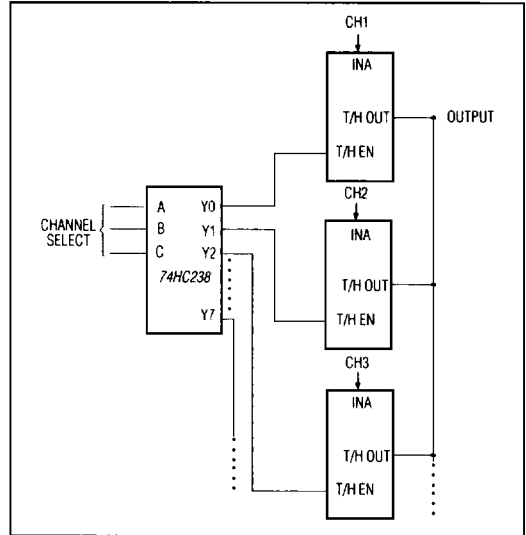 CH1
INA
T/H OUT
OUTPUT
T/H EN
CH2
INA
T/H OUT
T/H EN
CH3
INA
T/H OUT
T/H EN
CHANNEL
SELECT
A
B
C
Y0
Y1
Y2
74HC238
Y7